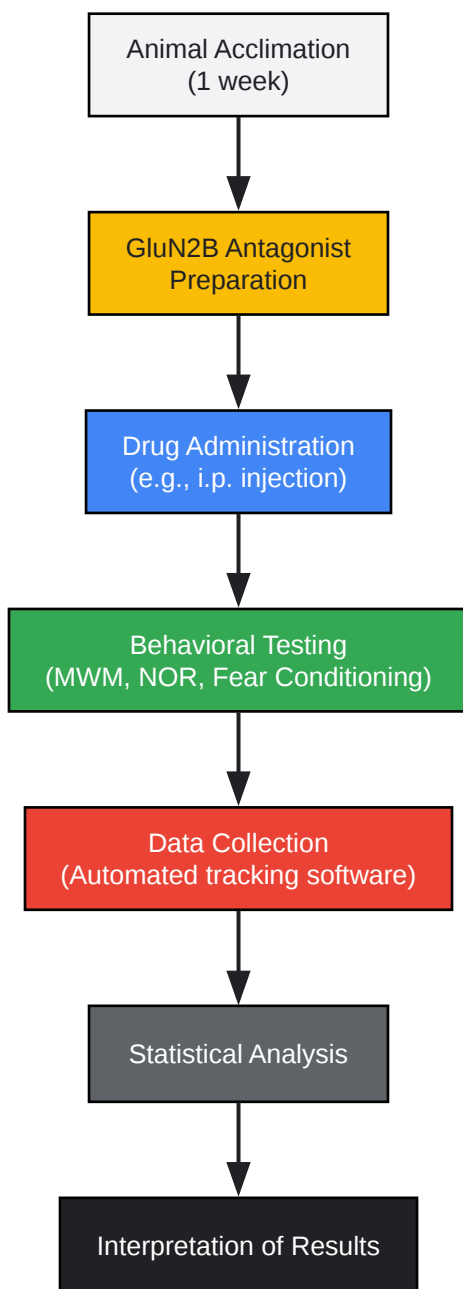 Animal Acclimation
(1 week)
GluN2B Antagonist
Preparation
Drug Administration
(e.g., i.p. injection)
Behavioral Testing
(MWM, NOR, Fear Conditioning)
Data Collection
(Automated tracking software)
Statistical Analysis
Interpretation of Results